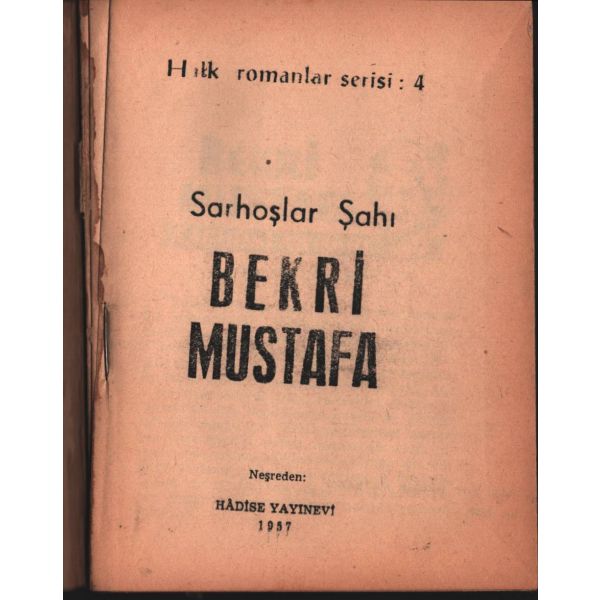 Halk romanlar serisi : 4
Sarhoşlar Şahı
BEKRİ
MUSTAFA
Neşreden:
HÂDİSE YAYINEVİ
1957